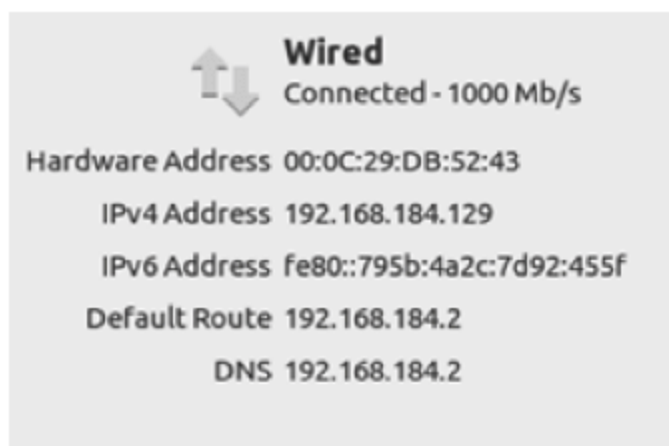 Wired
Connected - 1000 Mb/s
Hardware Address 00:0C:29:DB:52:43
IPv4 Address 192.168.184.129
IPv6 Address fe80::795b:4a2c:7d92:455f
Default Route 192.168.184.2
DNS 192.168.184.2